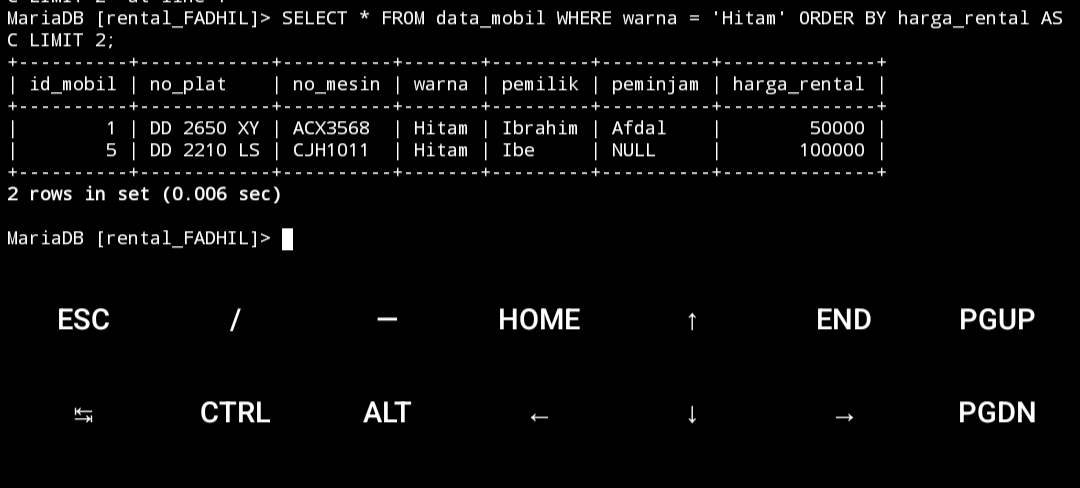 MariaDB [rental_FADHIL]> SELECT * FROM data_mobil WHERE warna = 'Hitam' ORDER BY harga_rental AS
C LIMIT 2;
+----------+------------+----------+-------+---------+----------+--------------+
| id_mobil | no_plat    | no_mesin | warna | pemilik | peminjam | harga_rental |
+----------+------------+----------+-------+---------+----------+--------------+
|        1 | DD 2650 XY | ACX3568  | Hitam | Ibrahim | Afdal    |        50000 |
|        5 | DD 2210 LS | CJH1011  | Hitam | Ibe     | NULL     |       100000 |
+----------+------------+----------+-------+---------+----------+--------------+
2 rows in set (0.006 sec)
MariaDB [rental_FADHIL]>
ESC / — HOME ↑ END PGUP
↹ CTRL ALT ← ↓ → PGDN